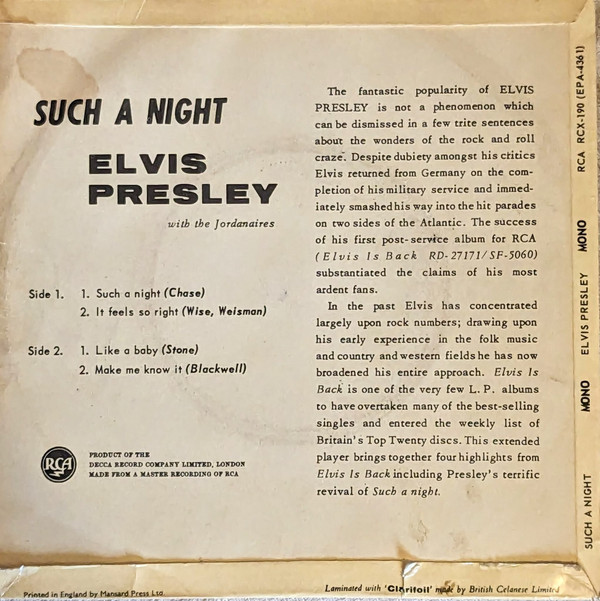 SUCH A NIGHT
ELVIS
PRESLEY
with the Jordanaires
Side 1. 1. Such a night (Chase)
2. It feels so right (Wise, Weisman)
Side 2. 1. Like a baby (Stone)
2. Make me know it (Blackwell)
RCA
PRODUCT OF THE
DECCA RECORD COMPANY LIMITED, LONDON
MADE FROM A MASTER RECORDING OF RCA
The fantastic popularity of ELVIS
PRESLEY is not a phenomenon which
can be dismissed in a few trite sentences
about the wonders of the rock and roll
craze. Despite dubiety amongst his critics
Elvis returned from Germany on the com-
pletion of his military service and immed-
iately smashed his way into the hit parades
on two sides of the Atlantic. The success
of his first post-service album for RCA
(Elvis Is Back RD-27171/SF-5060)
substantiated the claims of his most
ardent fans.
In the past Elvis has concentrated
largely upon rock numbers; drawing upon
his early experience in the folk music
and country and western fields he has now
broadened his entire approach. Elvis Is
Back is one of the very few L.P. albums
to have overtaken many of the best-selling
singles and entered the weekly list of
Britain's Top Twenty discs. This extended
player brings together four highlights from
Elvis Is Back including Presley's terrific
revival of Such a night.
SUCH A NIGHT MONO ELVIS PRESLEY MONO RCA RCX-190 (EPA-4361)
Printed in England by Mansard Press Ltd.
Laminated with 'Clarifoil' made by British Celanese Limited